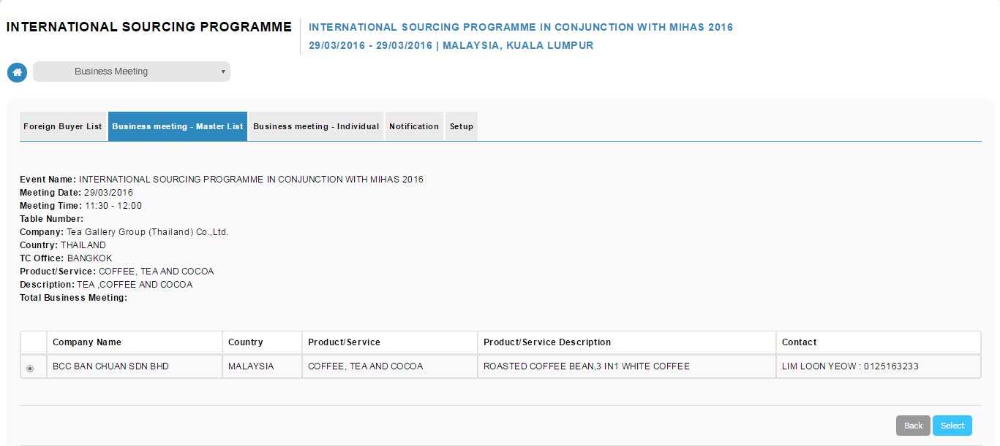 INTERNATIONAL SOURCING PROGRAMME
INTERNATIONAL SOURCING PROGRAMME IN CONJUNCTION WITH MIHAS 2016
29/03/2016 - 29/03/2016 | MALAYSIA, KUALA LUMPUR
Business Meeting
Foreign Buyer List Business meeting - Master List Business meeting - Individual Notification Setup
Event Name: INTERNATIONAL SOURCING PROGRAMME IN CONJUNCTION WITH MIHAS 2016
Meeting Date: 29/03/2016
Meeting Time: 11:30 - 12:00
Table Number:
Company: Tea Gallery Group (Thailand) Co.,Ltd.
Country: THAILAND
TC Office: BANGKOK
Product/Service: COFFEE, TEA AND COCOA
Description: TEA ,COFFEE AND COCOA
Total Business Meeting:
Company Name Country Product/Service Product/Service Description Contact
BCC BAN CHUAN SDN BHD MALAYSIA COFFEE, TEA AND COCOA ROASTED COFFEE BEAN,3 IN1 WHITE COFFEE LIM LOON YEOW : 0125163233
Back Select